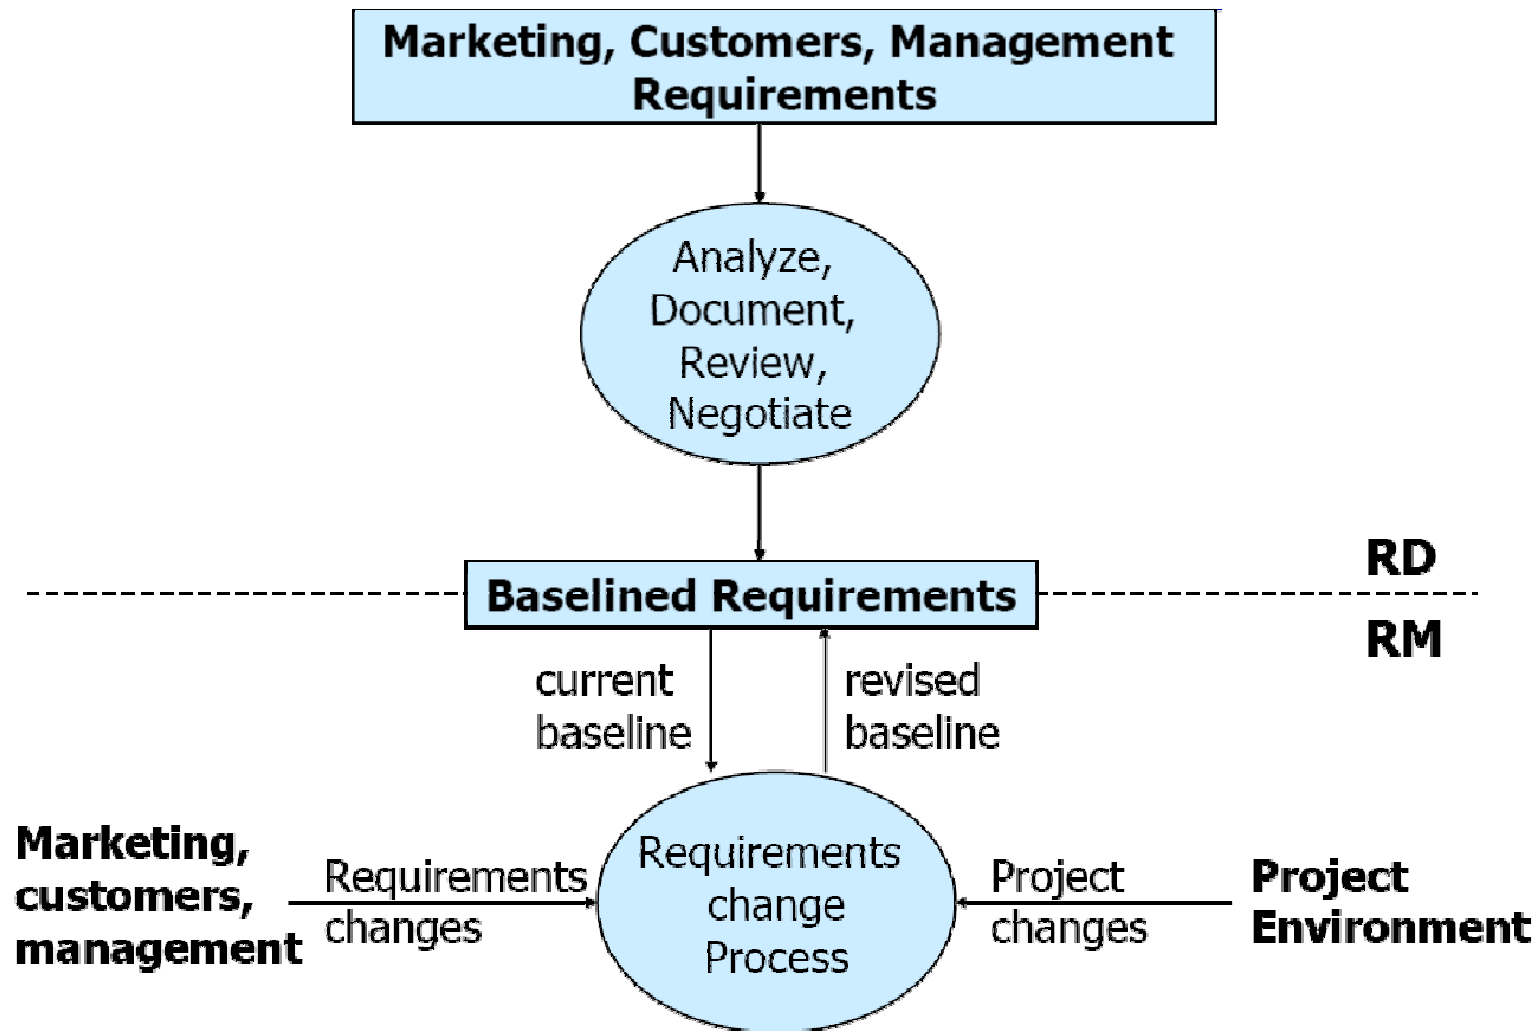 Marketing, Customers, Management
Requirements
Analyze,
Document,
Review,
Negotiate
RD
Baselined Requirements
RM
current
baseline
revised
baseline
Marketing,
customers,
management
Requirements
changes
Requirements
change
Process
Project
changes
Project
Environment